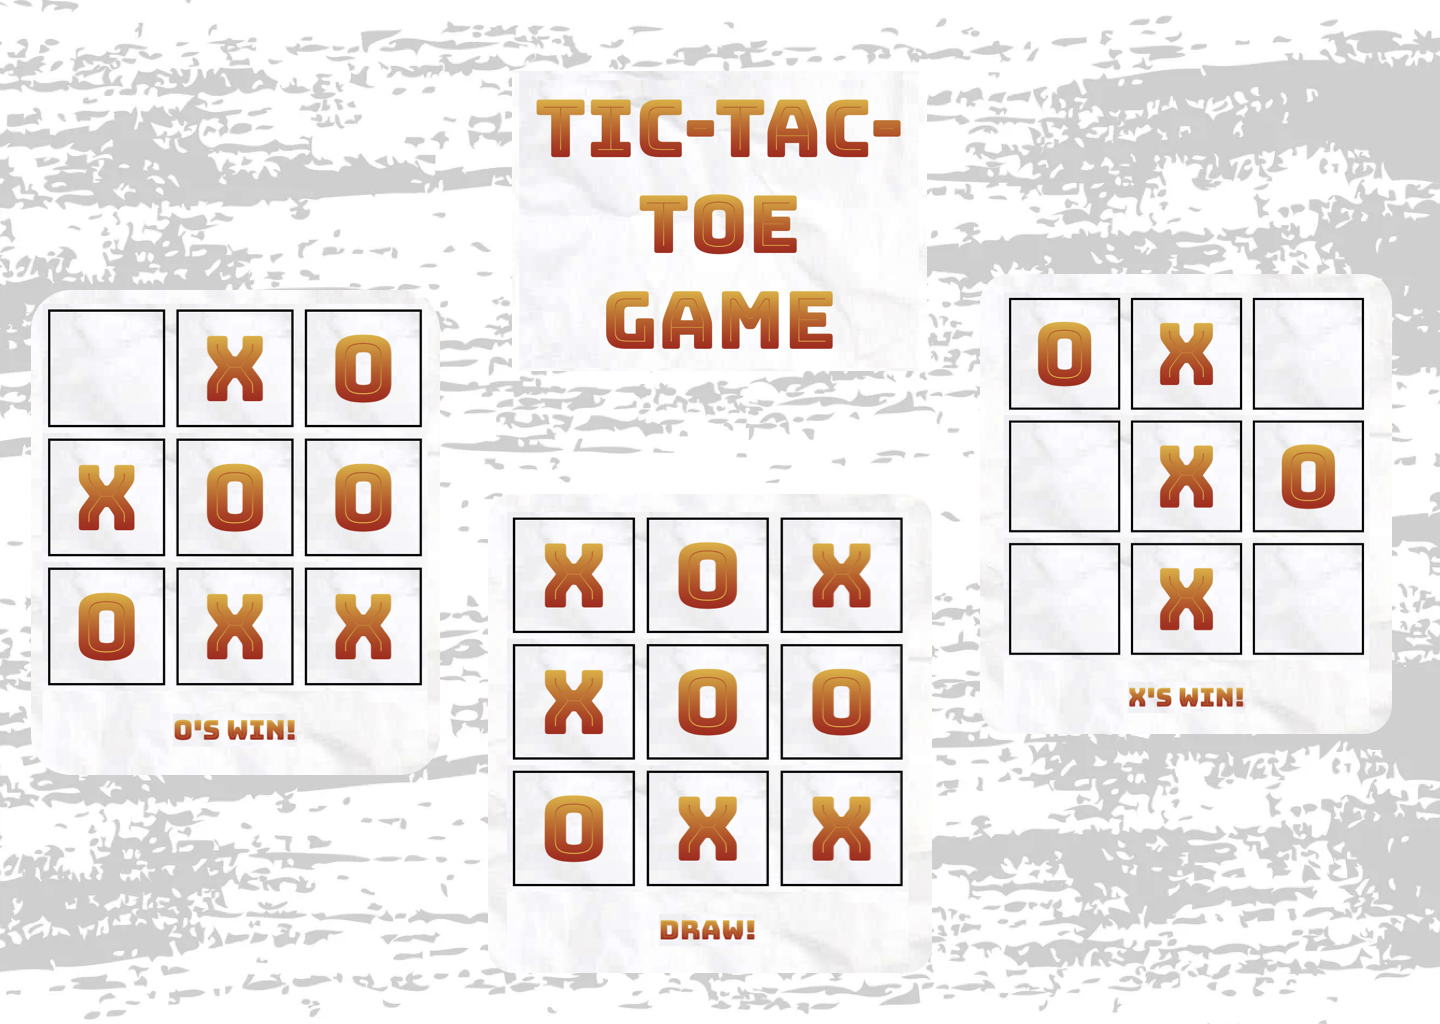 TIC-TAC-
TOE
GAME
X O
X O O
O X X
O'S WIN!
X O X
X O O
O X X
DRAW!
O X
X O
X
X'S WIN!